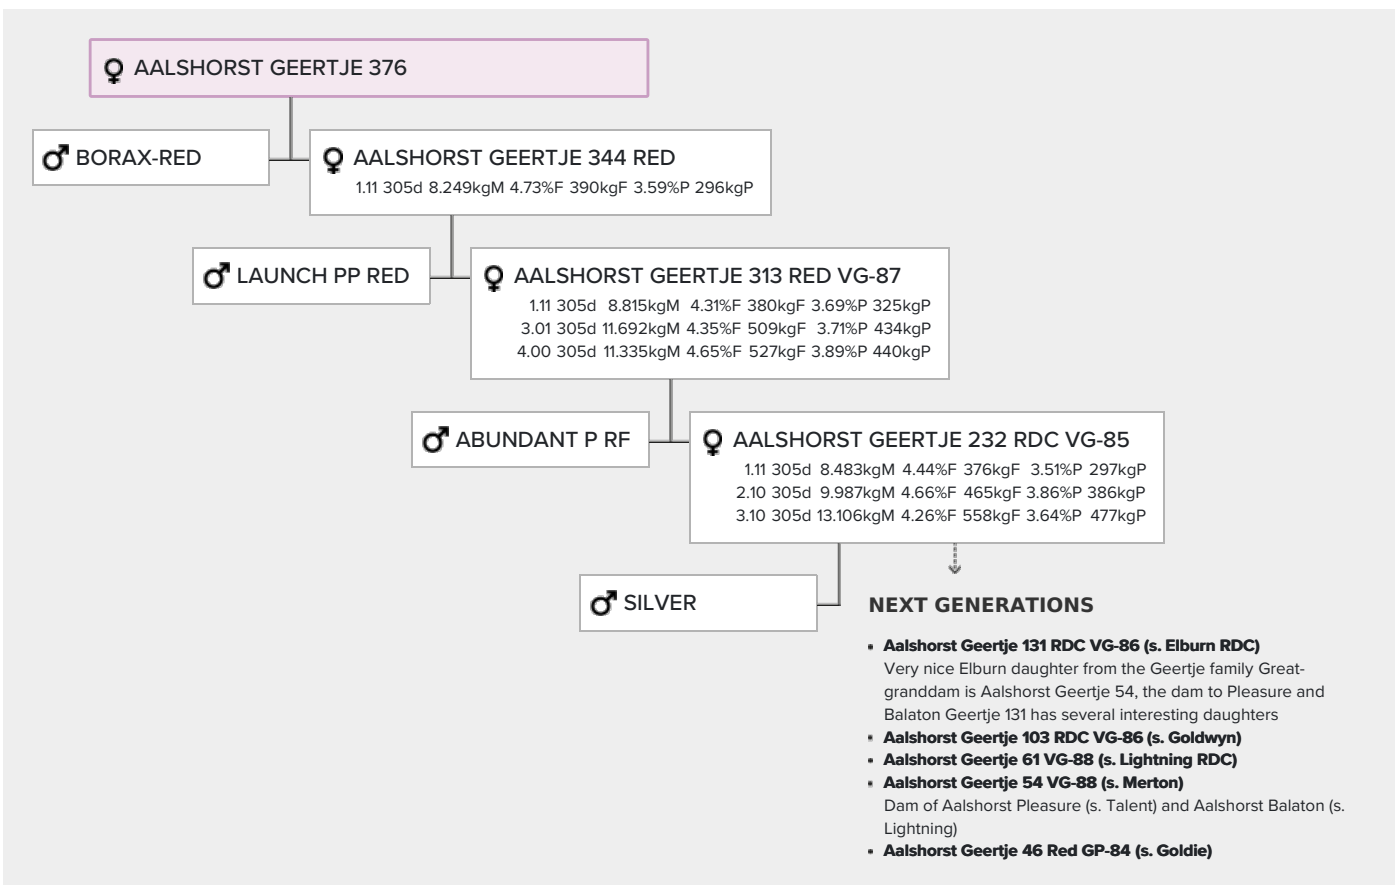 AALSHORST GEERTJE 376
BORAX-RED
AALSHORST GEERTJE 344 RED
1.11 305d 8.249kgM 4.73%F 390kgF 3.59%P 296kgP
LAUNCH PP RED
AALSHORST GEERTJE 313 RED VG-87
1.11 305d 8.815kgM 4.31%F 380kgF 3.69%P 325kgP
3.01 305d 11.692kgM 4.35%F 509kgF 3.71%P 434kgP
4.00 305d 11.335kgM 4.65%F 527kgF 3.89%P 440kgP
ABUNDANT P RF
AALSHORST GEERTJE 232 RDC VG-85
1.11 305d 8.483kgM 4.44%F 376kgF 3.51%P 297kgP
2.10 305d 9.987kgM 4.66%F 465kgF 3.86%P 386kgP
3.10 305d 13.106kgM 4.26%F 558kgF 3.64%P 477kgP
SILVER
NEXT GENERATIONS
Aalshorst Geertje 131 RDC VG-86 (s. Elburn RDC)
Very nice Elburn daughter from the Geertje family Great-
granddam is Aalshorst Geertje 54, the dam to Pleasure and
Balaton Geertje 131 has several interesting daughters
Aalshorst Geertje 103 RDC VG-86 (s. Goldwyn)
Aalshorst Geertje 61 VG-88 (s. Lightning RDC)
Aalshorst Geertje 54 VG-88 (s. Merton)
Dam of Aalshorst Pleasure (s. Talent) and Aalshorst Balaton (s.
Lightning)
Aalshorst Geertje 46 Red GP-84 (s. Goldie)